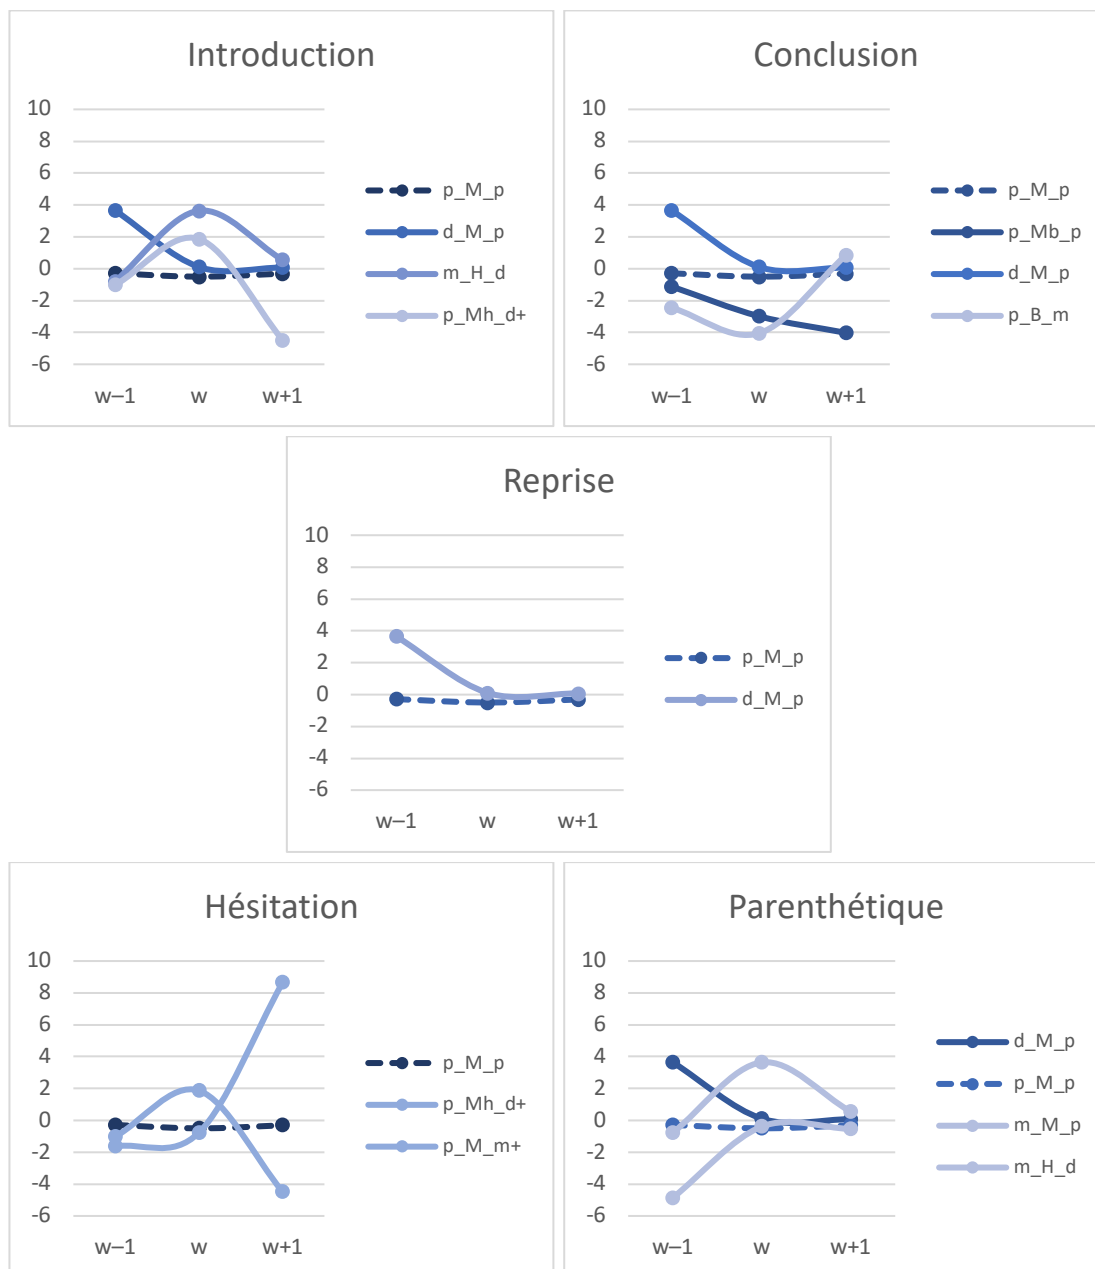 Introduction
10
8
6
4
2
0
-2
-4
-6
w–1 w w+1
p_M_p
d_M_p
m_H_d
p_Mh_d+
Conclusion
10
8
6
4
2
0
-2
-4
-6
w–1 w w+1
p_M_p
p_Mb_p
d_M_p
p_B_m
Reprise
10
8
6
4
2
0
-2
-4
-6
w–1 w w+1
p_M_p
d_M_p
Hésitation
10
8
6
4
2
0
-2
-4
-6
w–1 w w+1
p_M_p
p_Mh_d+
p_M_m+
Parenthétique
10
8
6
4
2
0
-2
-4
-6
w–1 w w+1
d_M_p
p_M_p
m_M_p
m_H_d